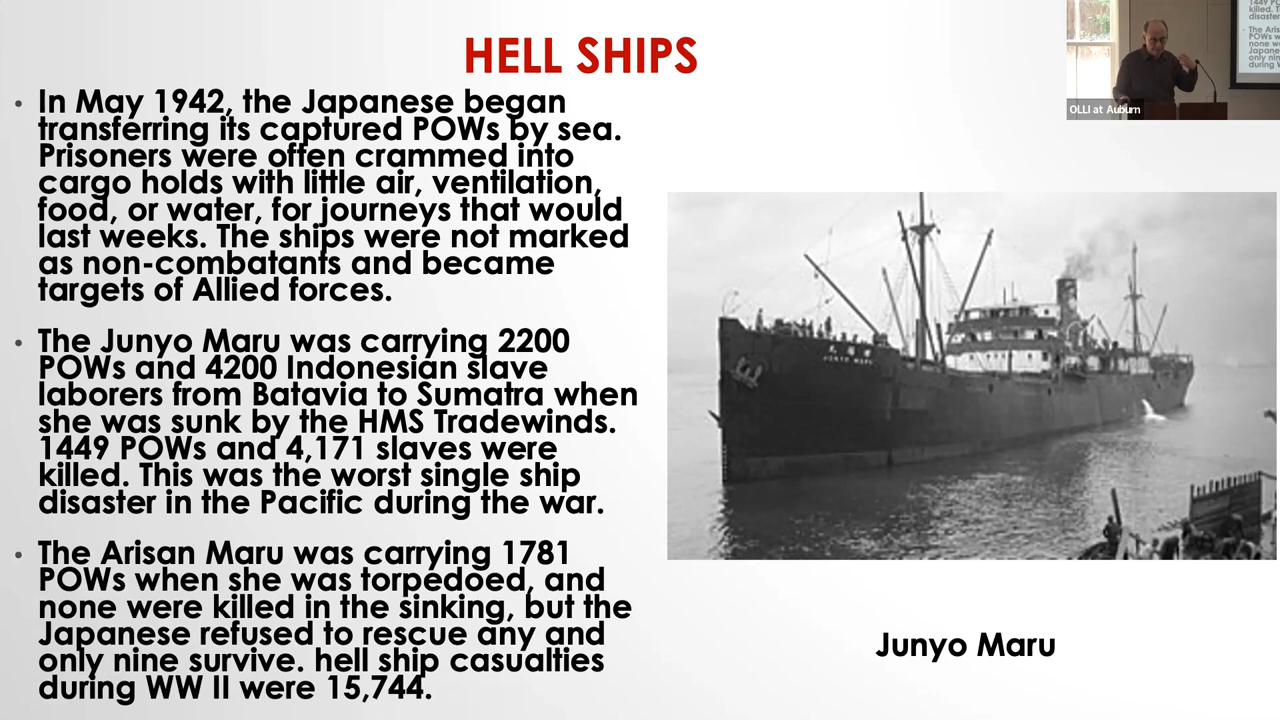 HELL SHIPS
• In May 1942, the Japanese began
transferring its captured POWs by sea.
Prisoners were often crammed into
cargo holds with little air, ventilation,
food, or water, for journeys that would
last weeks. The ships were not marked
as non-combatants and became
targets of Allied forces.
• The Junyo Maru was carrying 2200
POWs and 4200 Indonesian slave
laborers from Batavia to Sumatra when
she was sunk by the HMS Tradewinds.
1449 POWs and 4,171 slaves were
killed. This was the worst single ship
disaster in the Pacific during the war.
• The Arisan Maru was carrying 1781
POWs when she was torpedoed, and
none were killed in the sinking, but the
Japanese refused to rescue any and
only nine survive. hell ship casualties
during WW II were 15,744.
Junyo Maru
OLLI at Auburn